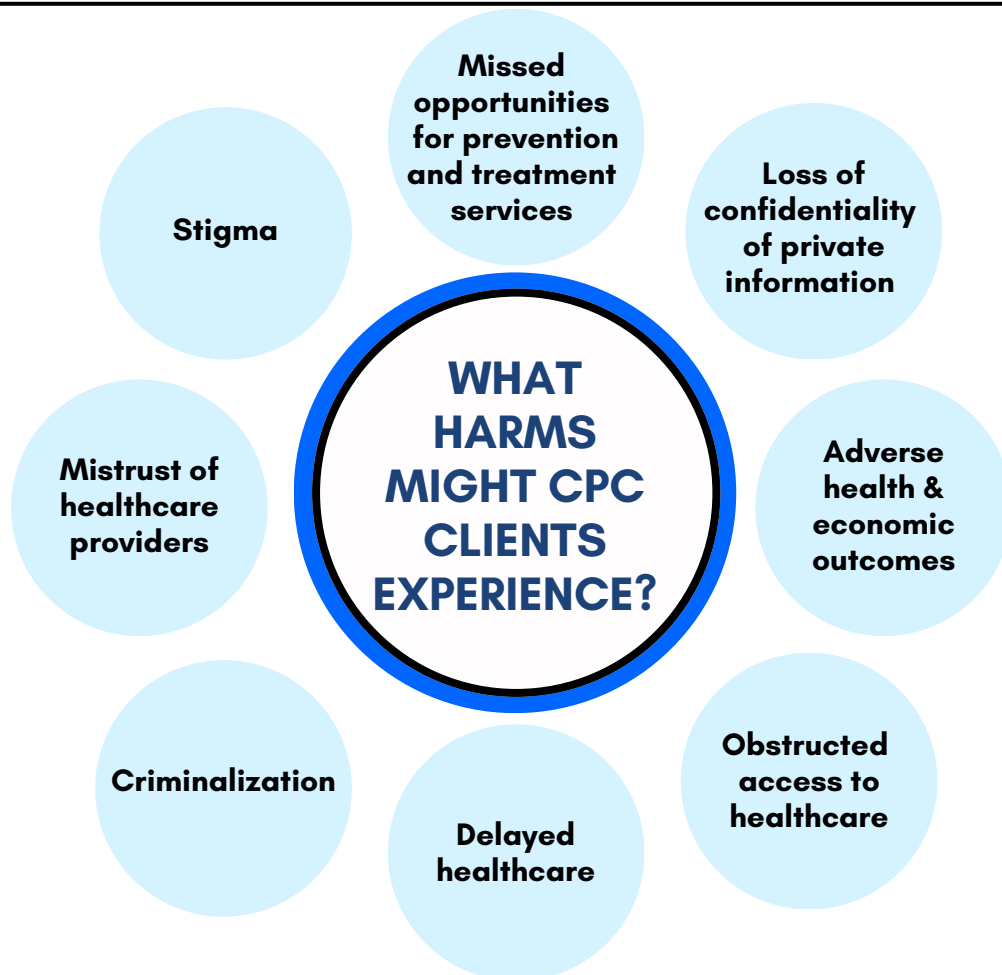 WHAT
HARMS
MIGHT CPC
CLIENTS
EXPERIENCE?
Missed
opportunities
for prevention
and treatment
services
Loss of
confidentiality
of private
information
Adverse
health &
economic
outcomes
Obstructed
access to
healthcare
Delayed
healthcare
Criminalization
Mistrust of
healthcare
providers
Stigma